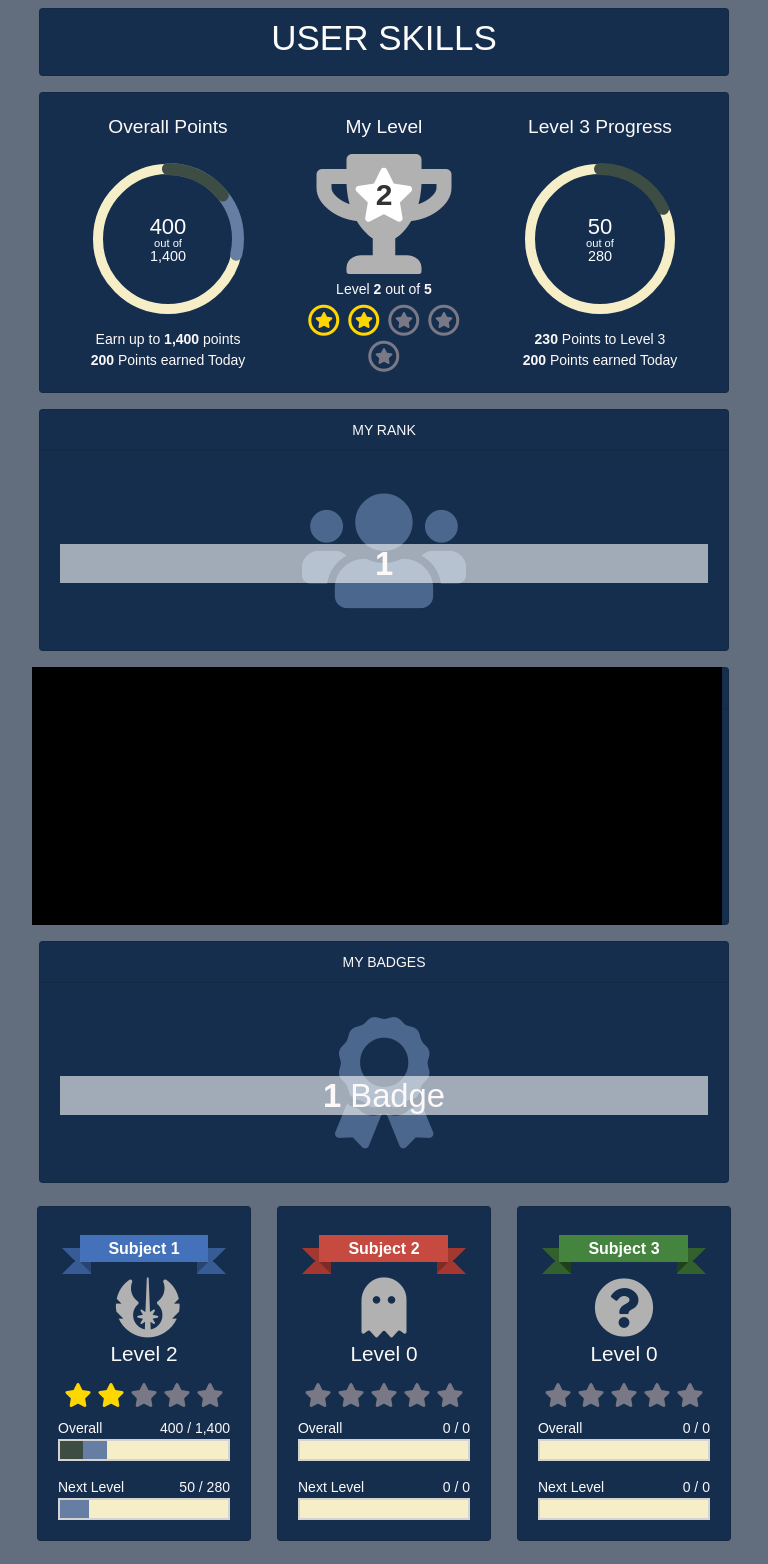 USER SKILLS
Overall Points
400
out of
1,400
Earn up to 1,400 points
200 Points earned Today
My Level
2
Level 2 out of 5
Level 3 Progress
50
out of
280
230 Points to Level 3
200 Points earned Today
MY RANK
1
MY BADGES
1 Badge
Subject 1
Level 2
Overall 400 / 1,400
Next Level 50 / 280
Subject 2
Level 0
Overall 0 / 0
Next Level 0 / 0
Subject 3
Level 0
Overall 0 / 0
Next Level 0 / 0